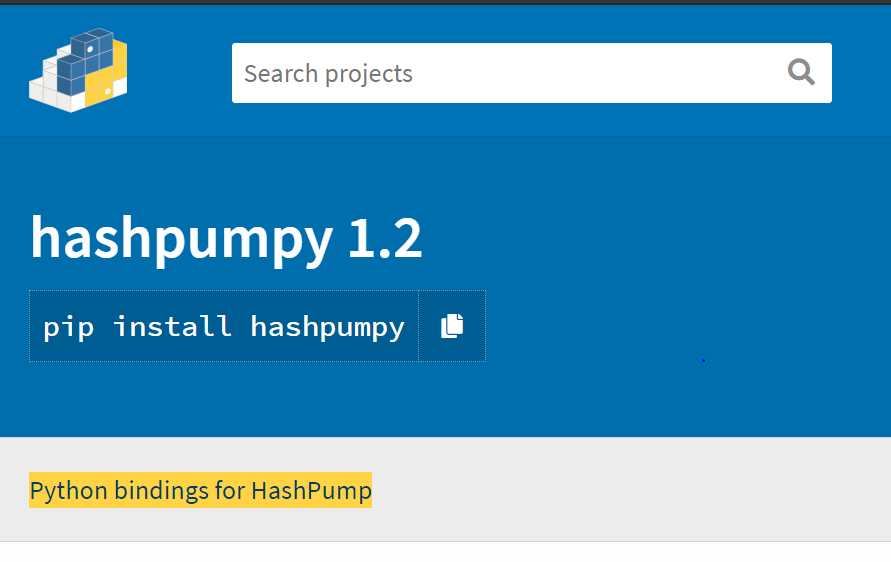 Search projects
hashpumpy 1.2
pip install hashpumpy
Python bindings for HashPump